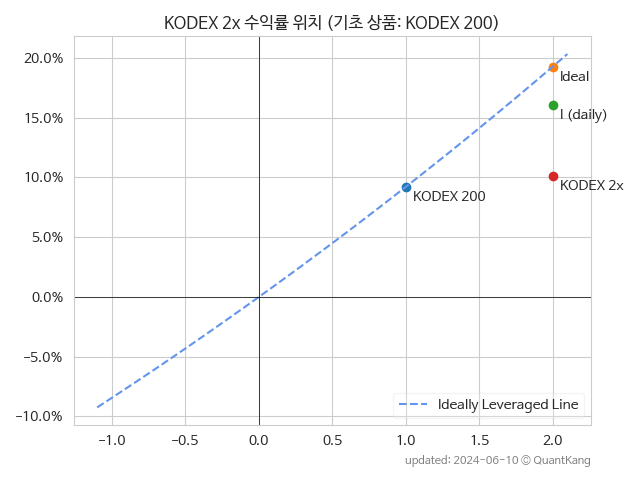 KODEX 2x 수익률 위치 (기초 상품: KODEX 200)
20.0%
15.0%
10.0%
5.0%
0.0%
−5.0%
−10.0%
Ideal
I (daily)
KODEX 2x
KODEX 200
Ideally Leveraged Line
−1.0 −0.5 0.0 0.5 1.0 1.5 2.0
updated: 2024-06-10 © QuantKang